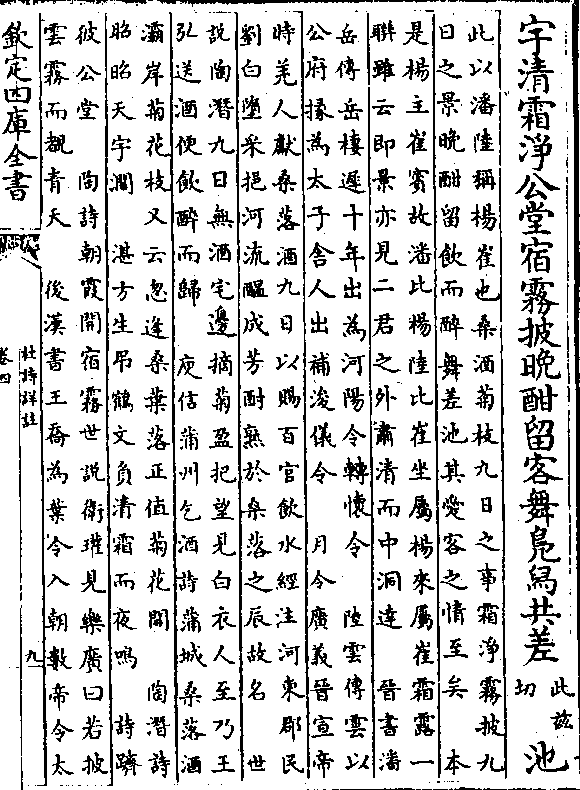 宇清霜淨公堂宿霧披晚酣留客舞鳧舄共差此茲切池
此以潘陸稱楊崔也桑酒菊枝九日之事霜淨霧披九
日之景晚酣留飲而醉舞差池其愛客之情至矣　本
是楊主崔賓故潘比楊陸比崔坐屬楊來屬崔霜露一
聯雖云即景亦見二君之外肅清而中洞達　晉書潘
岳傳岳棲遲十年出為河陽令轉懷令　陸雲傳雲以
公府掾為太子舍人出補浚儀令　月令廣義晉宣帝
時羌人獻桑落酒九日以賜百官飲水經注河東郡民
劉白墮采挹河流醞成芳酎熟於桑落之辰故名　世
說陶潛九日無酒宅邊摘菊盈把望見白衣人至乃王
弘送酒使飲醉而歸　庾信蒲州乞酒詩蒲城桑落酒
灞岸菊花枝又云忽逢桑葉落正值菊花開　陶潛詩
昭昭天宇濶　湛方生吊鶴文負清霜而夜鳴　詩躋
彼公堂　陶詩朝霞開宿霧世說衛瓘見樂廣曰若披
雲霧而覩青天　後漢書王喬為葉令入朝數帝令太
欽定四庫全書
杜詩詳註
卷四
九